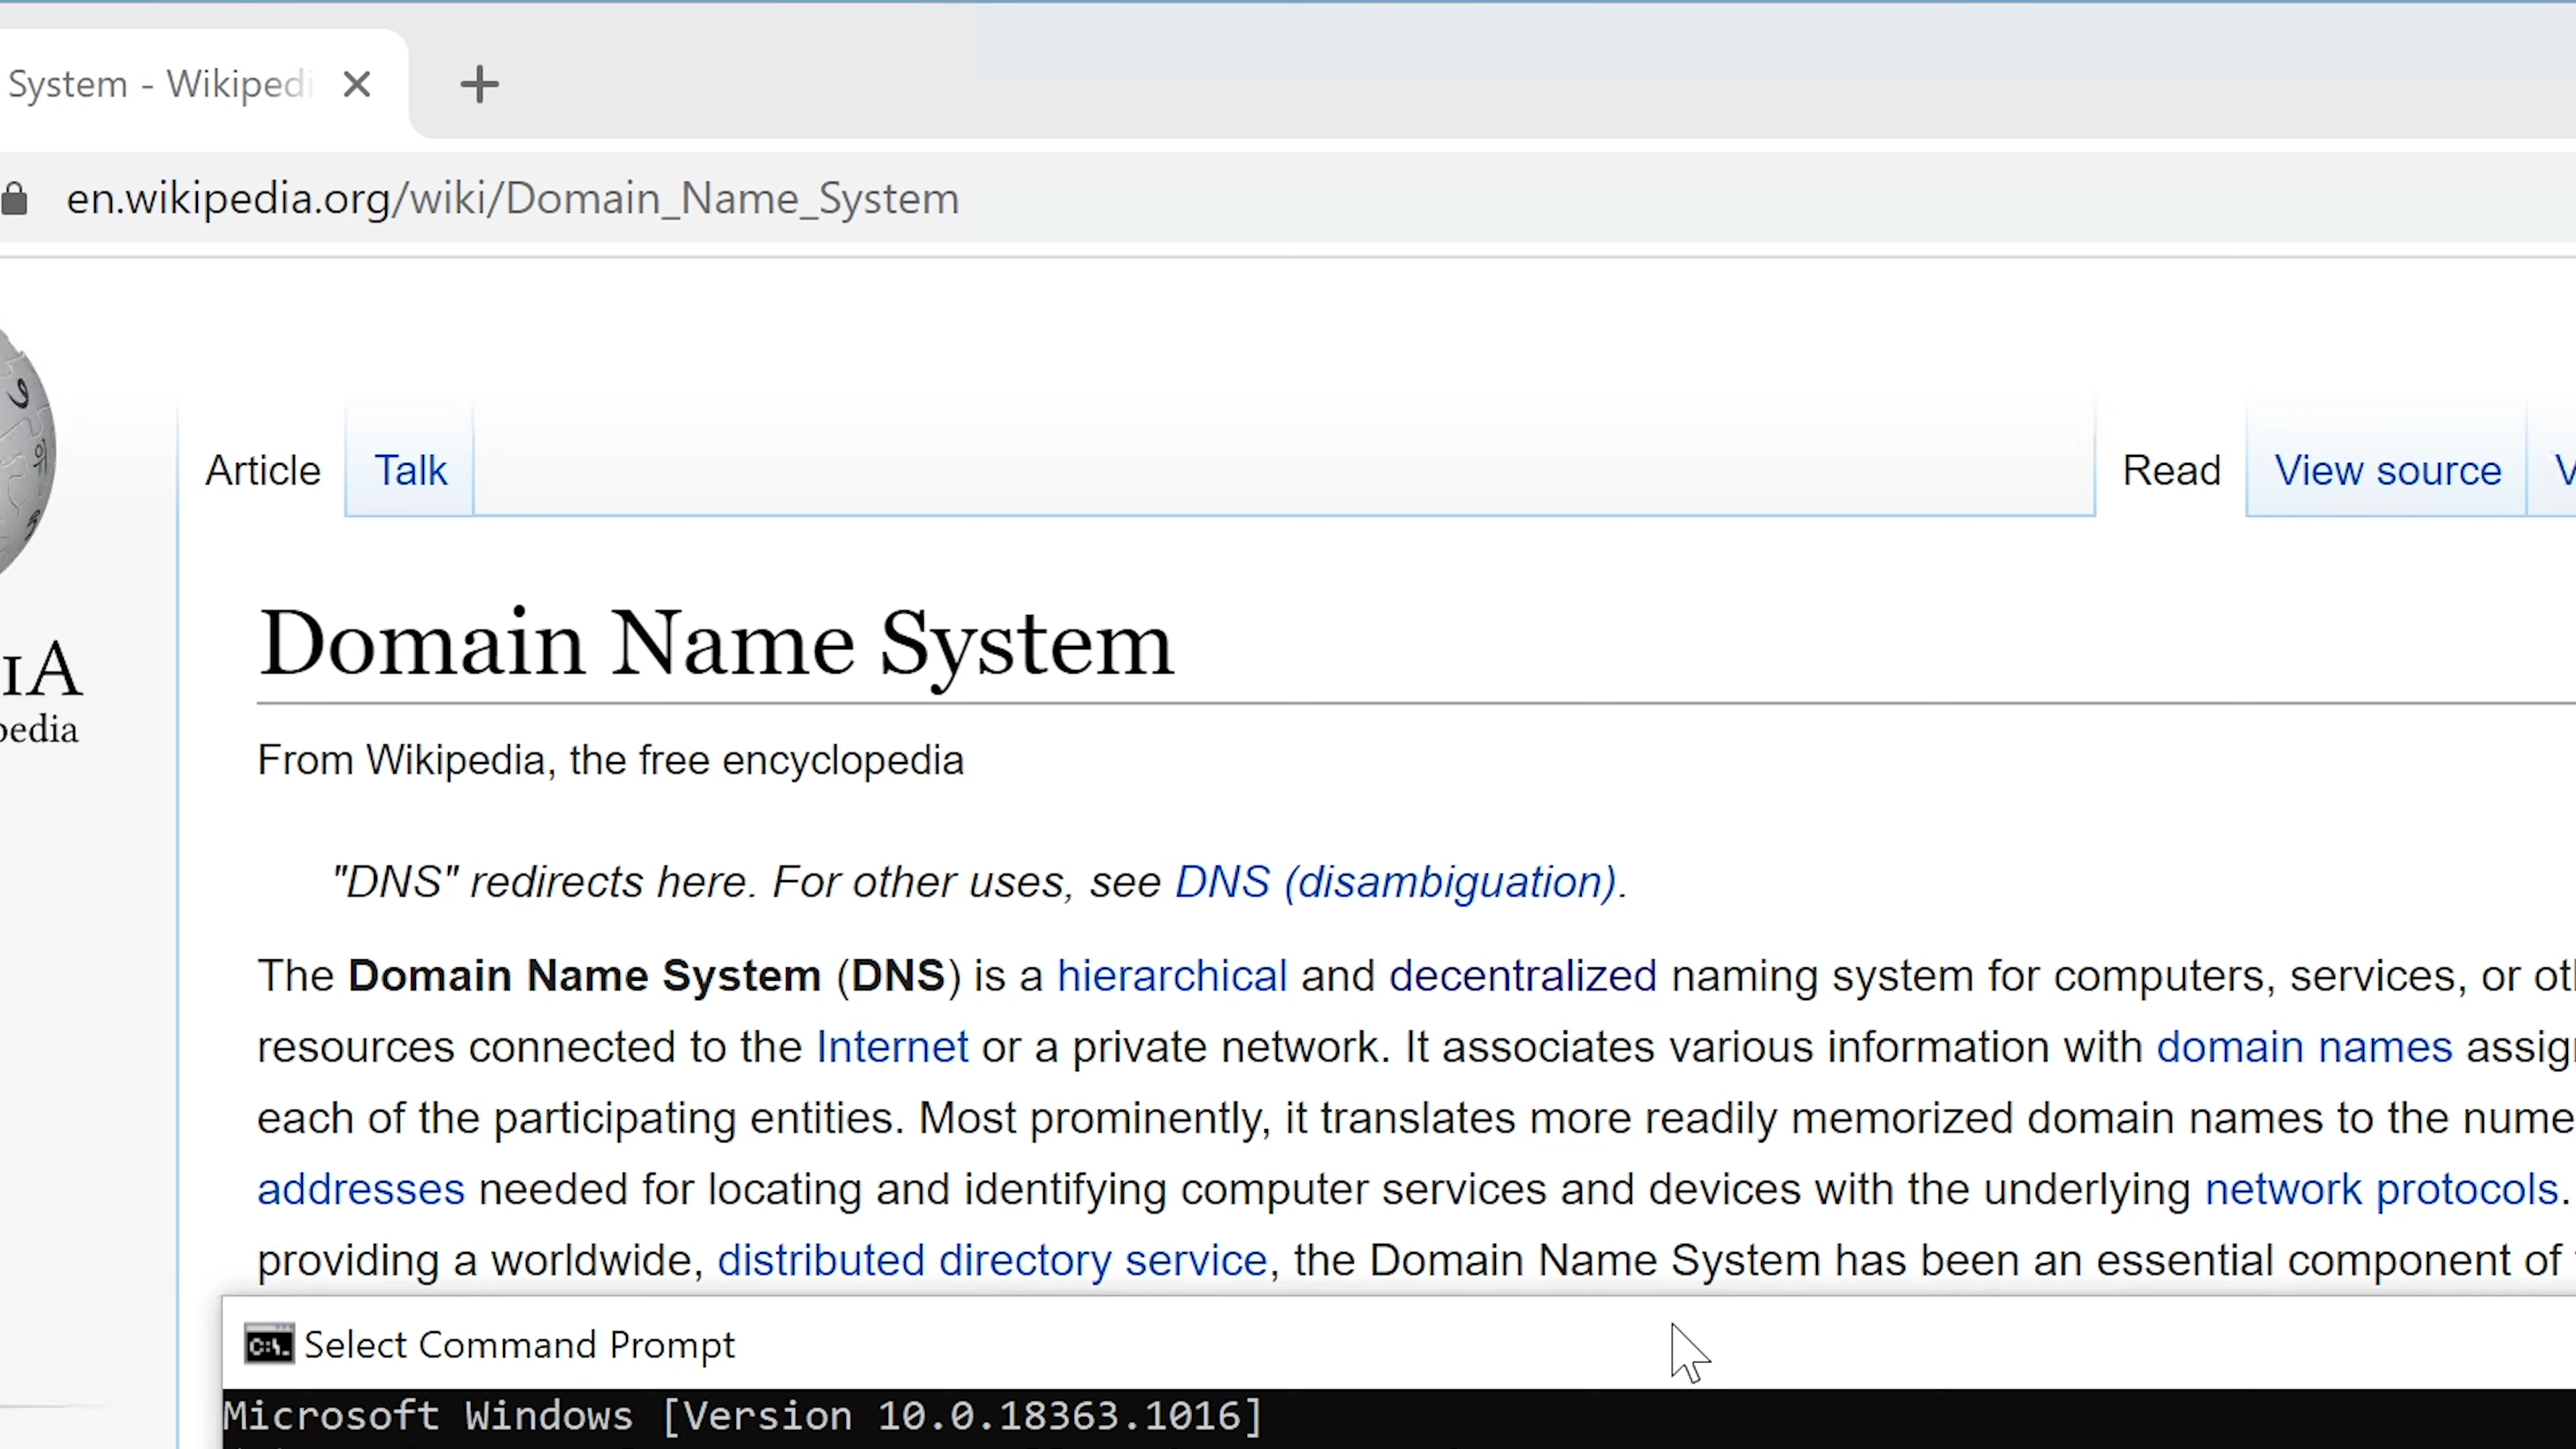 System - Wikipedi
en.wikipedia.org/wiki/Domain_Name_System
Article Talk Read View source
Domain Name System
IA
pedia
From Wikipedia, the free encyclopedia
"DNS" redirects here. For other uses, see DNS (disambiguation).
The Domain Name System (DNS) is a hierarchical and decentralized naming system for computers, services, or
resources connected to the Internet or a private network. It associates various information with domain names
each of the participating entities. Most prominently, it translates more readily memorized domain names to the
addresses needed for locating and identifying computer services and devices with the underlying network protocols.
providing a worldwide, distributed directory service, the Domain Name System has been an essential component of
C:\. Select Command Prompt
Microsoft Windows [Version 10.0.18363.1016]